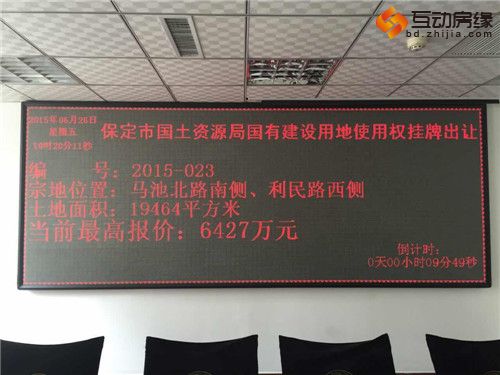 互动房缘
bd.zhijia.com
2015年06月26日
星期五
10时20分11秒
保定市国土资源局国有建设用地使用权挂牌出让
编 号：2015-023
宗地位置：马池北路南侧、利民路西侧
土地面积：19464平方米
当前最高报价：6427万元
倒计时：
0天00小时09分49秒